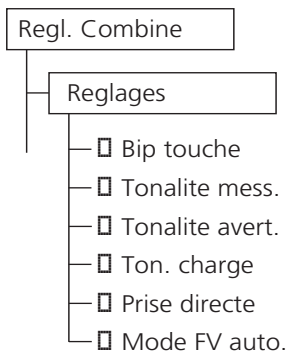 Regl. Combine
Reglages
Bip touche
Tonalite mess.
Tonalite avert.
Ton. charge
Prise directe
Mode FV auto.